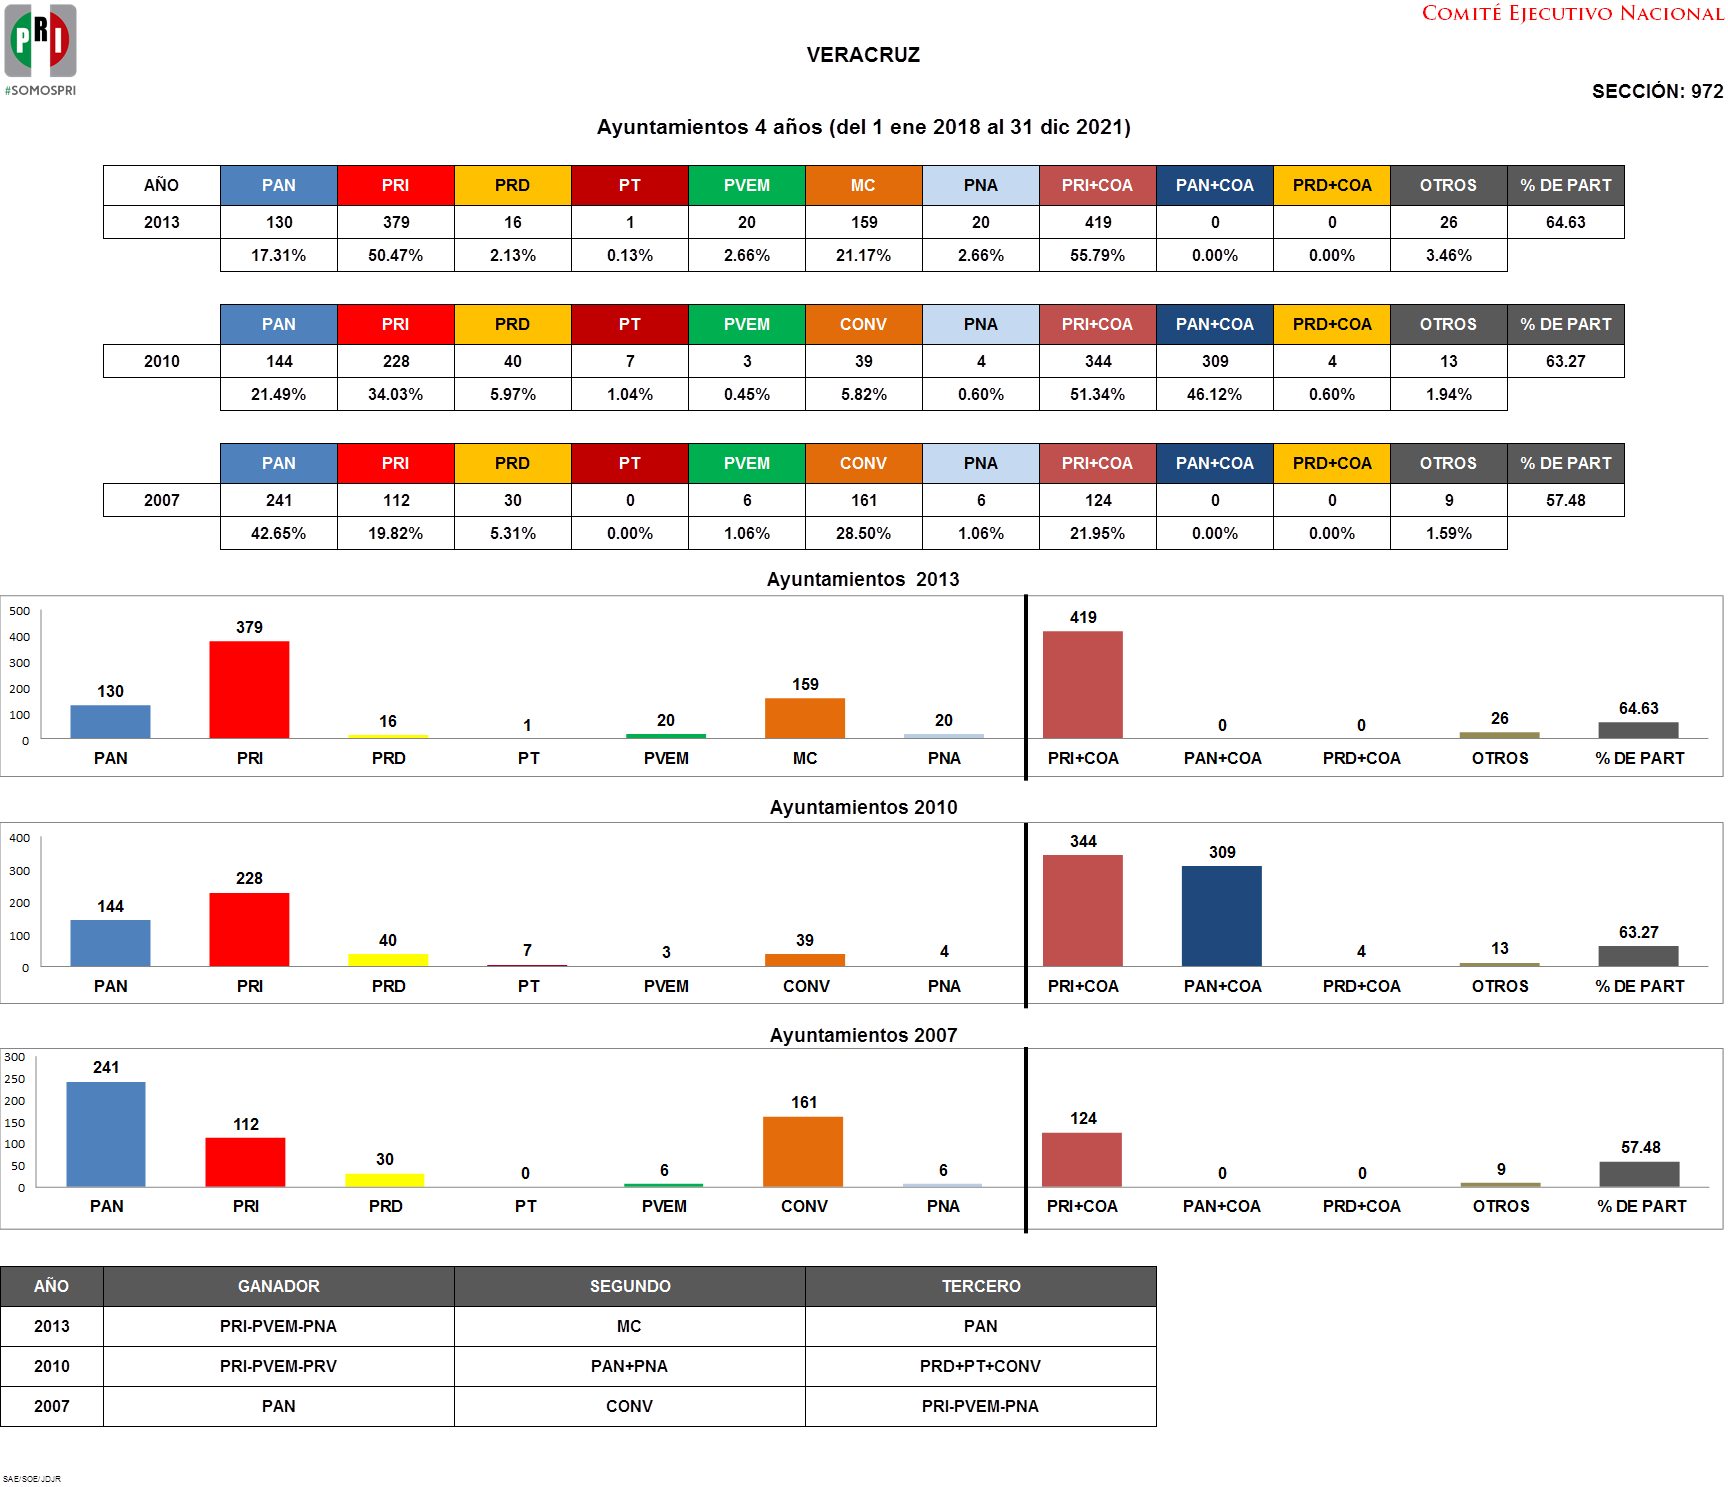 PRI
#SOMOSPRI
COMITÉ EJECUTIVO NACIONAL
VERACRUZ
SECCIÓN: 972
Ayuntamientos 4 años (del 1 ene 2018 al 31 dic 2021)
AÑO PAN PRI PRD PT PVEM MC PNA PRI+COA PAN+COA PRD+COA OTROS % DE PART
2013 130 379 16 1 20 159 20 419 0 0 26 64.63
17.31% 50.47% 2.13% 0.13% 2.66% 21.17% 2.66% 55.79% 0.00% 0.00% 3.46%
PAN PRI PRD PT PVEM CONV PNA PRI+COA PAN+COA PRD+COA OTROS % DE PART
2010 144 228 40 7 3 39 4 344 309 4 13 63.27
21.49% 34.03% 5.97% 1.04% 0.45% 5.82% 0.60% 51.34% 46.12% 0.60% 1.94%
PAN PRI PRD PT PVEM CONV PNA PRI+COA PAN+COA PRD+COA OTROS % DE PART
2007 241 112 30 0 6 161 6 124 0 0 9 57.48
42.65% 19.82% 5.31% 0.00% 1.06% 28.50% 1.06% 21.95% 0.00% 0.00% 1.59%
Ayuntamientos 2013
500
400
300
200
100
0
130 379 16 1 20 159 20 419 0 0 26 64.63
PAN PRI PRD PT PVEM MC PNA PRI+COA PAN+COA PRD+COA OTROS % DE PART
Ayuntamientos 2010
400
300
200
100
0
144 228 40 7 3 39 4 344 309 4 13 63.27
PAN PRI PRD PT PVEM CONV PNA PRI+COA PAN+COA PRD+COA OTROS % DE PART
Ayuntamientos 2007
300
250
200
150
100
50
0
241 112 30 0 6 161 6 124 0 0 9 57.48
PAN PRI PRD PT PVEM CONV PNA PRI+COA PAN+COA PRD+COA OTROS % DE PART
AÑO GANADOR SEGUNDO TERCERO
2013 PRI-PVEM-PNA MC PAN
2010 PRI-PVEM-PRV PAN+PNA PRD+PT+CONV
2007 PAN CONV PRI-PVEM-PNA
SAE/SOE/JDJR